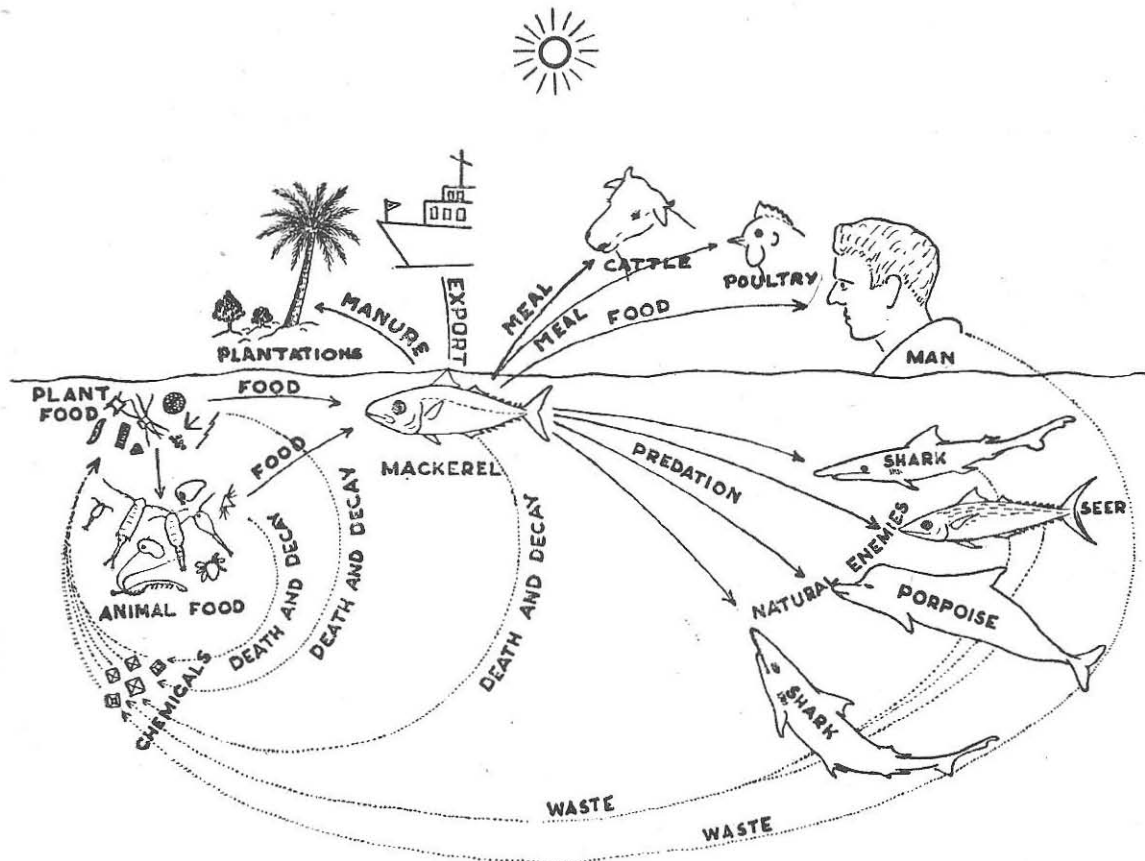 CATTLE
POULTRY
MANURE
EXPORT
MEAL
MEAL FOOD
PLANTATIONS
MAN
PLANT
FOOD
FOOD
FOOD
MACKEREL
PREDATION
SHARK
SEER
NATURAL ENEMIES
PORPOISE
SHARK
ANIMAL FOOD
DEATH AND DECAY
DEATH AND DECAY
DEATH AND DECAY
CHEMICALS
WASTE
WASTE